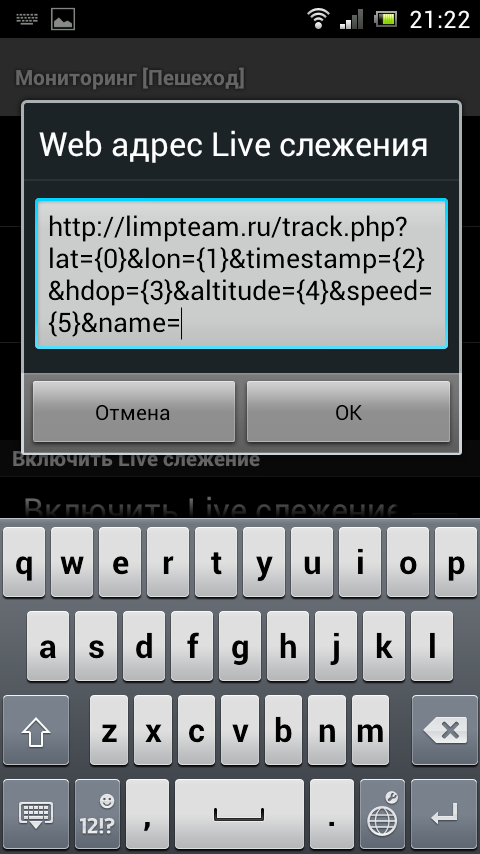 21:22
Мониторинг [Пешеход]
Web адрес Live слежения
http://limpteam.ru/track.php?
lat={0}&lon={1}&timestamp={2}
&hdop={3}&altitude={4}&speed=
{5}&name=
Отмена OK
Включить Live слежение
Включить Live слежение
q w e r t y u i o p
a s d f g h j k l
z x c v b n m
12!? , .